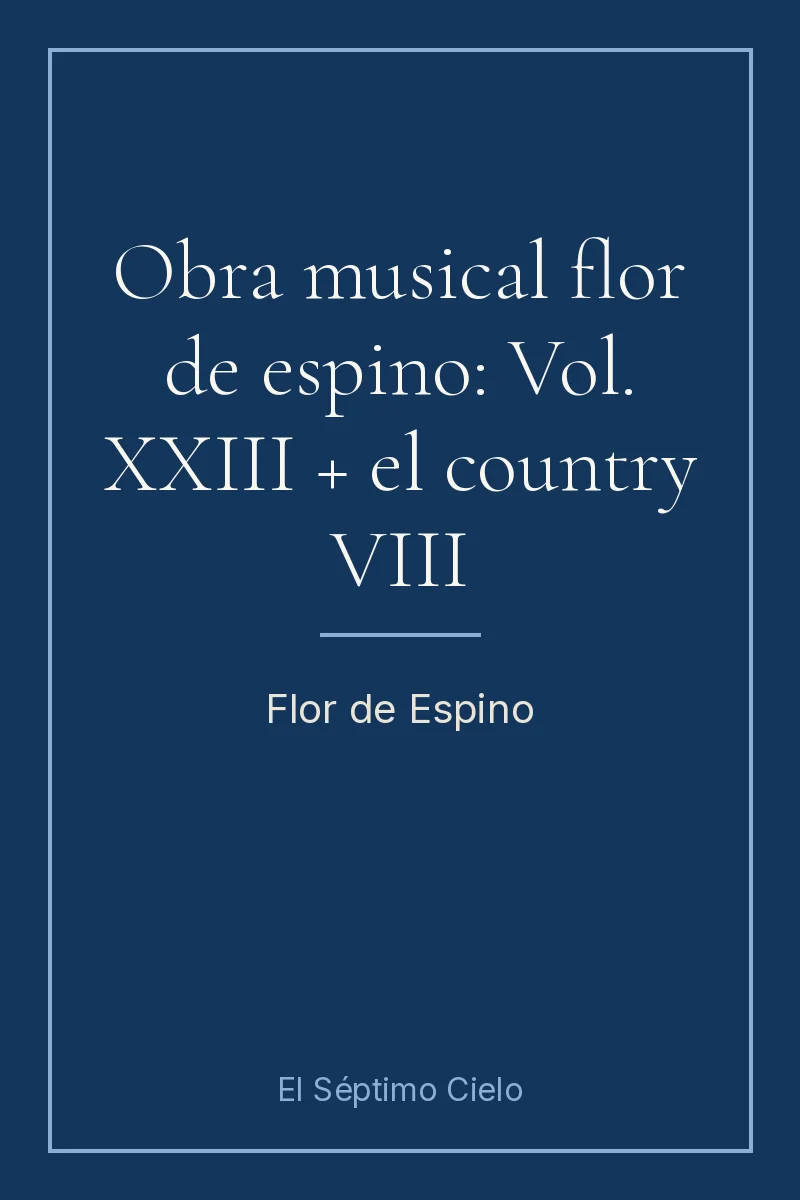 Obra musical flor
de espino: Vol.
XXIII + el country
VIII
Flor de Espino
El Séptimo Cielo